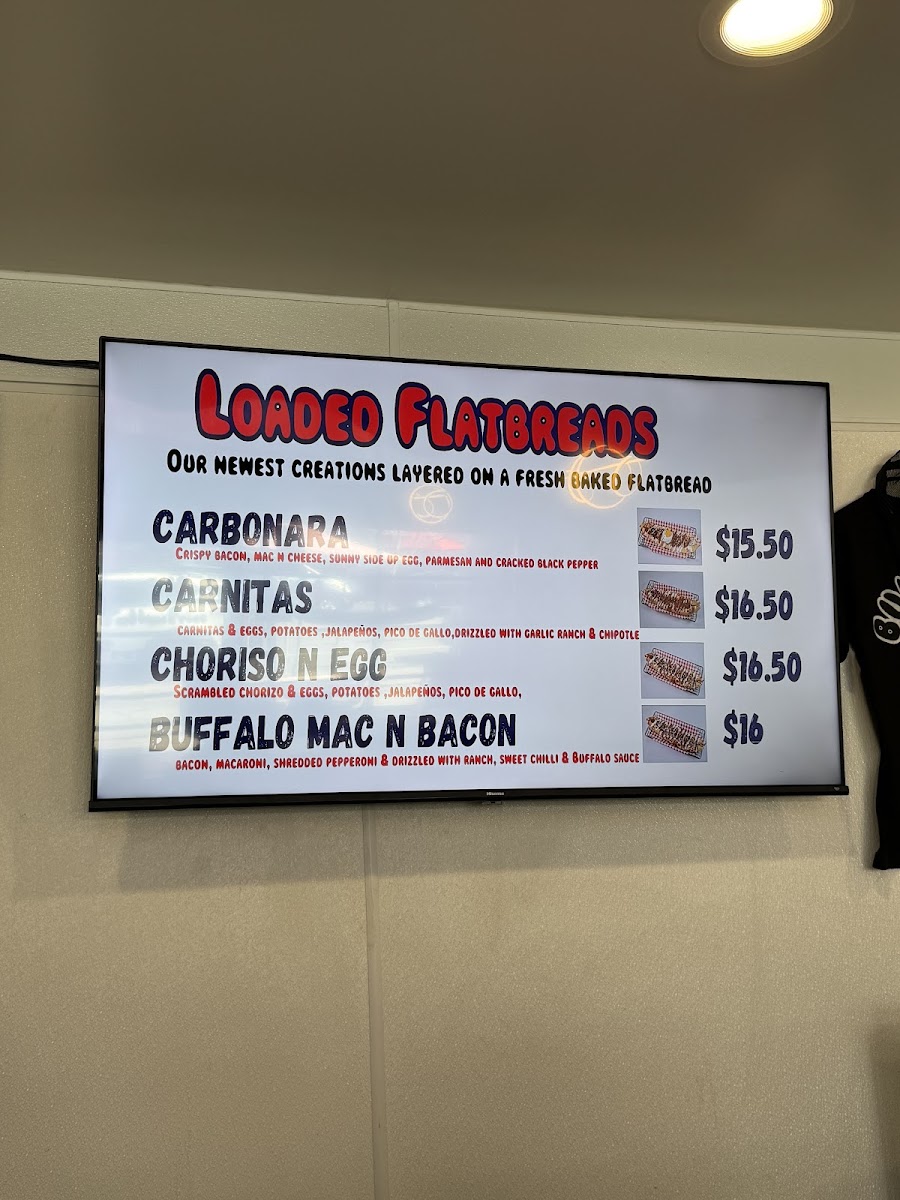 Loaded Flatbreads
Our newest creations layered on a fresh baked flatbread
CARBONARA
Crispy bacon, mac n cheese, sunny side up egg, parmesan and cracked black pepper
$15.50
CARNITAS
carnitas & eggs, potatoes ,jalapeños, pico de gallo,drizzled with garlic ranch & chipotle
$16.50
CHORISO N EGG
Scrambled chorizo & eggs, potatoes ,jalapeños, pico de gallo,
$16.50
BUFFALO MAC N BACON
bacon, macaroni, shredded pepperoni & drizzled with ranch, sweet chilli & Buffalo sauce
$16
Hisense